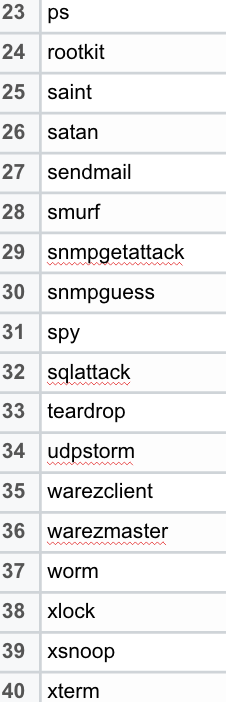 23 ps
24 rootkit
25 saint
26 satan
27 sendmail
28 smurf
29 snmpgetattack
30 snmpguess
31 spy
32 sqlattack
33 teardrop
34 udpstorm
35 warezclient
36 warezmaster
37 worm
38 xlock
39 xsnoop
40 xterm